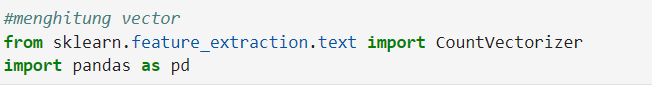 #menghitung vector
from sklearn.feature_extraction.text import CountVectorizer
import pandas as pd